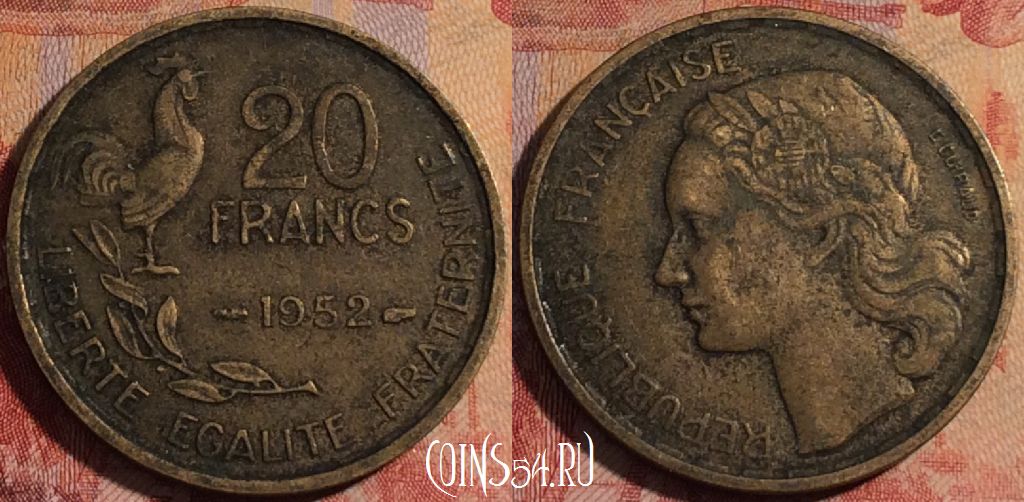 20
FRANCS
1952
LIBERTE EGALITE FRATERNITE
REPUBLIQUE FRANÇAISE
COINS54.RU